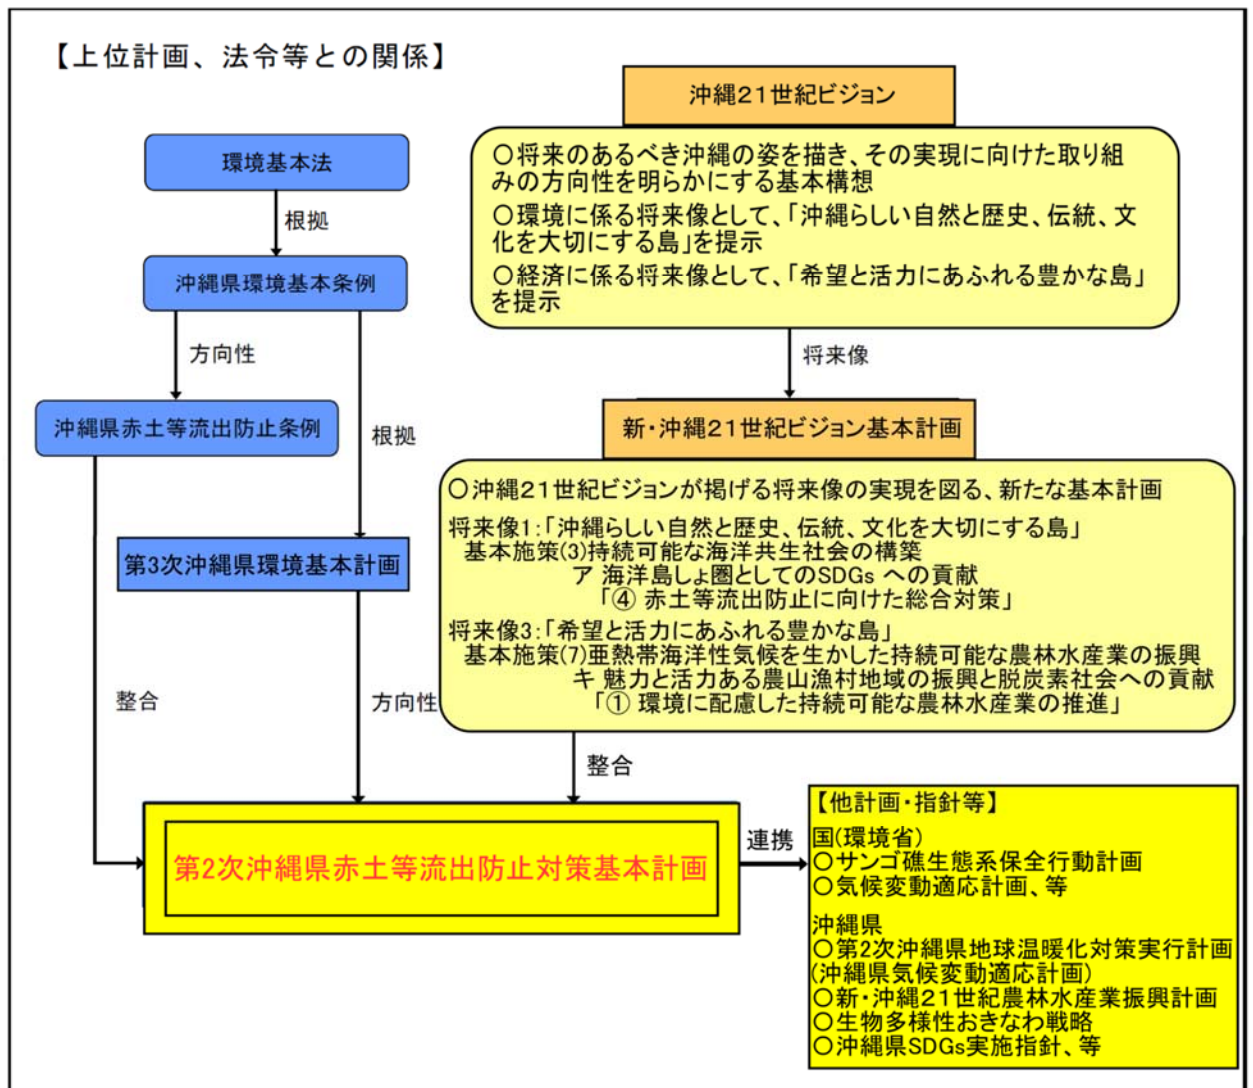 【上位計画、法令等との関係】
沖縄21世紀ビジョン
○将来のあるべき沖縄の姿を描き、その実現に向けた取り組
みの方向性を明らかにする基本構想
○環境に係る将来像として、「沖縄らしい自然と歴史、伝統、文
化を大切にする島」を提示
○経済に係る将来像として、「希望と活力にあふれる豊かな島」
を提示
将来像
新・沖縄21世紀ビジョン基本計画
○沖縄21世紀ビジョンが掲げる将来像の実現を図る、新たな基本計画
将来像1:「沖縄らしい自然と歴史、伝統、文化を大切にする島」
基本施策(3)持続可能な海洋共生社会の構築
ア 海洋島しょ圏としてのSDGs への貢献
「④ 赤土等流出防止に向けた総合対策」
将来像3:「希望と活力にあふれる豊かな島」
基本施策(7)亜熱帯海洋性気候を生かした持続可能な農林水産業の振興
キ 魅力と活力ある農山漁村地域の振興と脱炭素社会への貢献
「① 環境に配慮した持続可能な農林水産業の推進」
整合
環境基本法
根拠
沖縄県環境基本条例
方向性
沖縄県赤土等流出防止条例
根拠
第3次沖縄県環境基本計画
整合
方向性
第2次沖縄県赤土等流出防止対策基本計画
連携
【他計画・指針等】
国(環境省)
○サンゴ礁生態系保全行動計画
○気候変動適応計画、等
沖縄県
○第2次沖縄県地球温暖化対策実行計画
(沖縄県気候変動適応計画)
○新・沖縄21世紀農林水産業振興計画
○生物多様性おきなわ戦略
○沖縄県SDGs実施指針、等